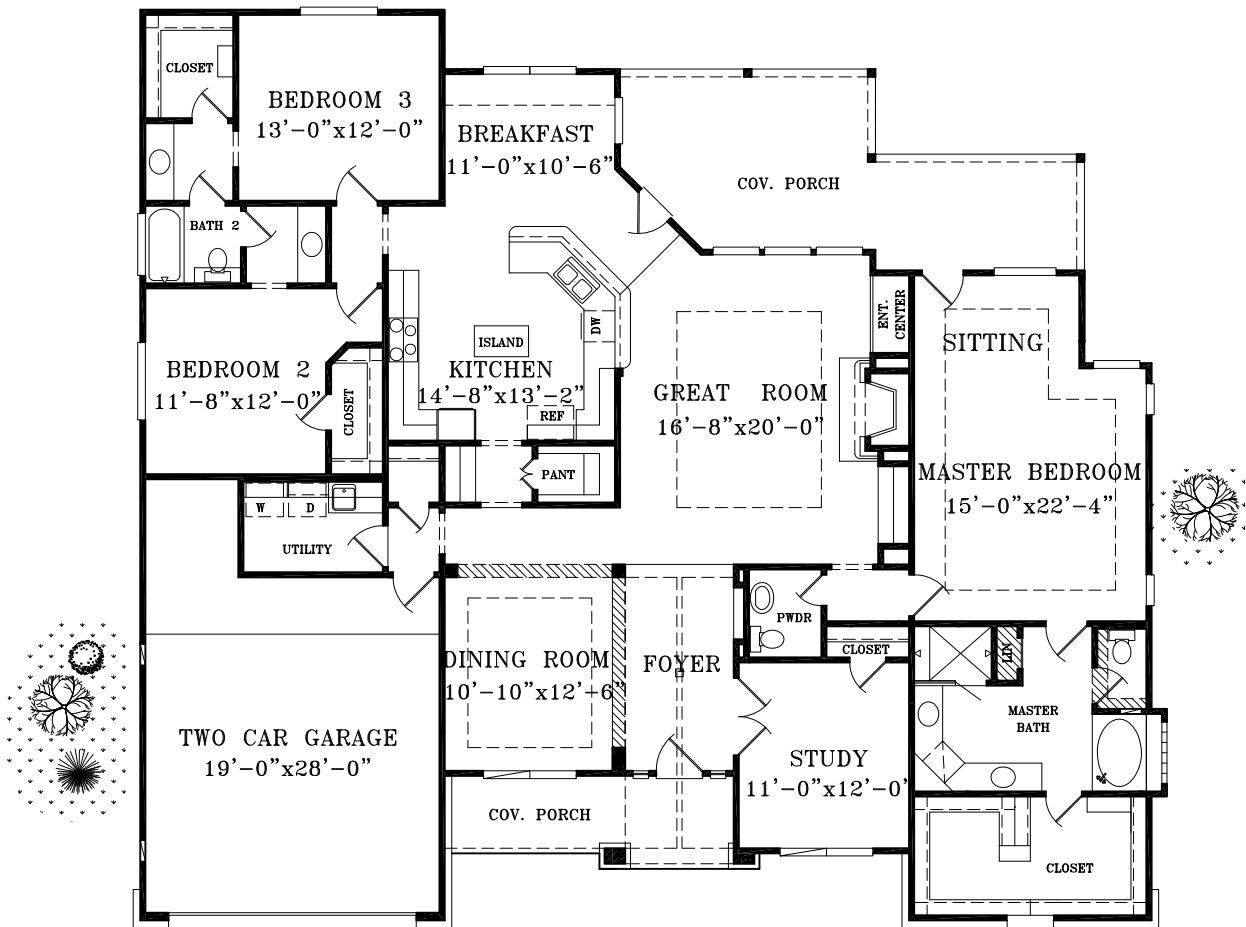 CLOSET
BEDROOM 3
13'-0"x12'-0"
BREAKFAST
11'-0"x10'-6"
COV. PORCH
BATH 2
ENT.
CENTER
SITTING
DW
ISLAND
KITCHEN
14'-8"x13'-2"
REF
BEDROOM 2
11'-8"x12'-0"
CLOSET
GREAT ROOM
16'-8"x20'-0"
PANT
MASTER BEDROOM
15'-0"x22'-4"
W
D
UTILITY
PWDR
CLOSET
LIN
DINING ROOM
10'-10"x12'-6"
FOYER
MASTER
BATH
TWO CAR GARAGE
19'-0"x28'-0"
STUDY
11'-0"x12'-0'
COV. PORCH
CLOSET